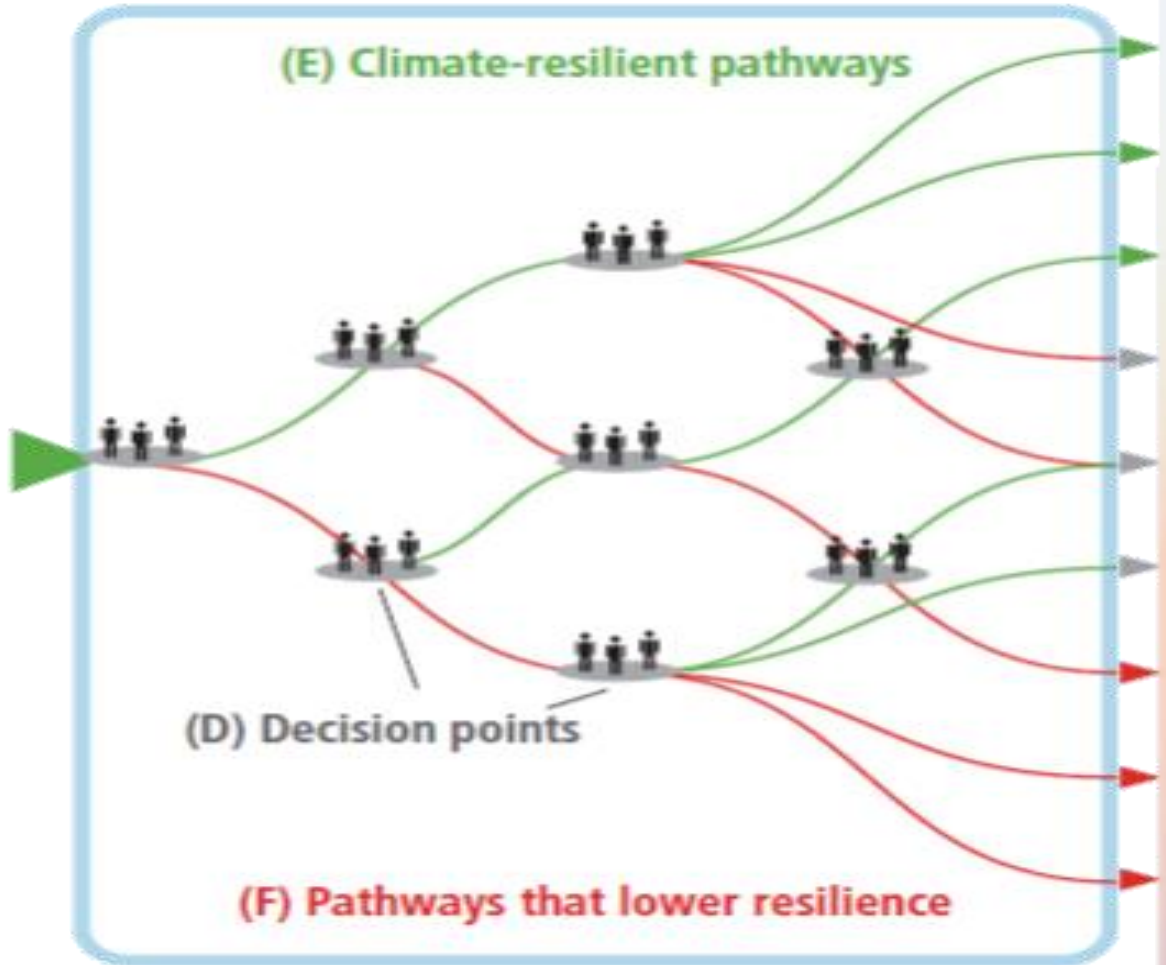 (E) Climate-resilient pathways
(D) Decision points
(F) Pathways that lower resilience